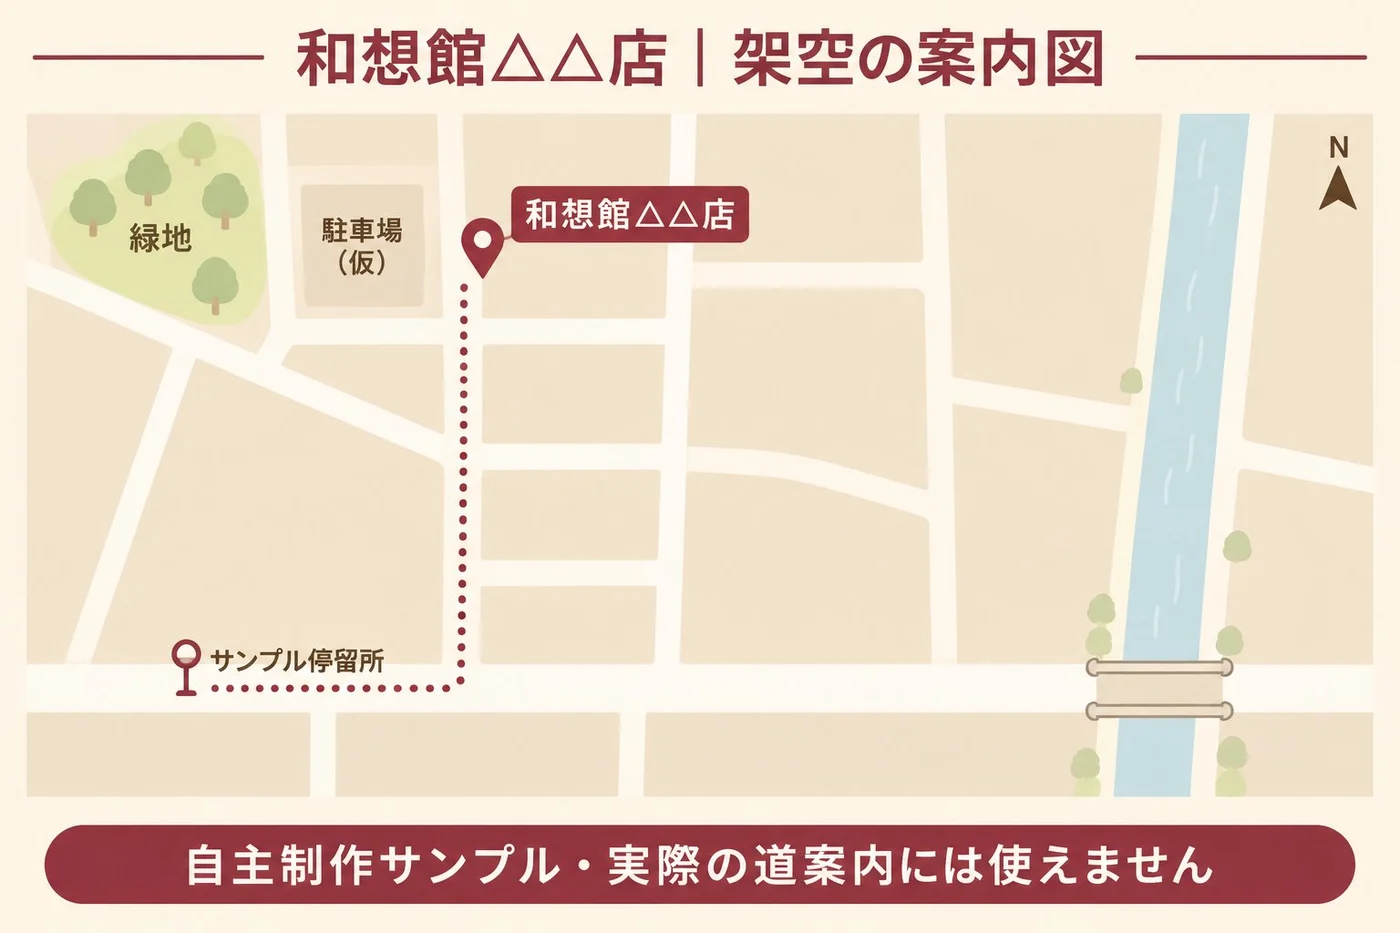 和想館△△店｜架空の案内図
N
和想館△△店
緑地
駐車場
（仮）
サンプル停留所
自主制作サンプル・実際の道案内には使えません